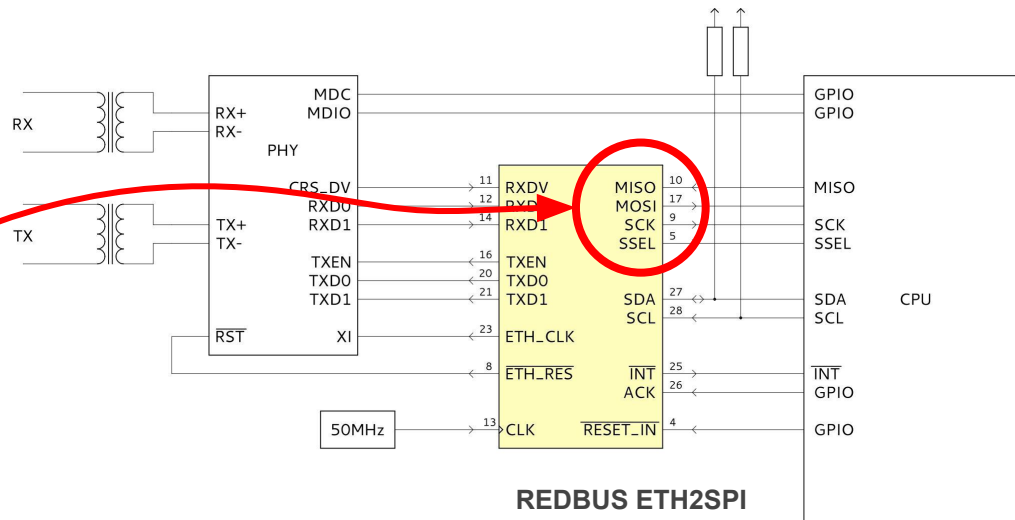 RX
TX
RX+
RX-
PHY
TX+
TX-
RST
MDC
MDIO
CRS_DV
RXD0
RXD1
TXEN
TXD0
TXD1
XI
50MHz
11
12
14
16
20
21
23
8
13
RXDV
RXD1
TXEN
TXD0
TXD1
ETH_CLK
ETH_RES
CLK
MISO
MOSI
SCK
SSEL
SDA
SCL
INT
ACK
RESET_IN
10
17
9
5
27
28
25
26
4
GPIO
GPIO
MISO
SCK
SSEL
SDA
SCL
CPU
INT
GPIO
GPIO
REDBUS ETH2SPI